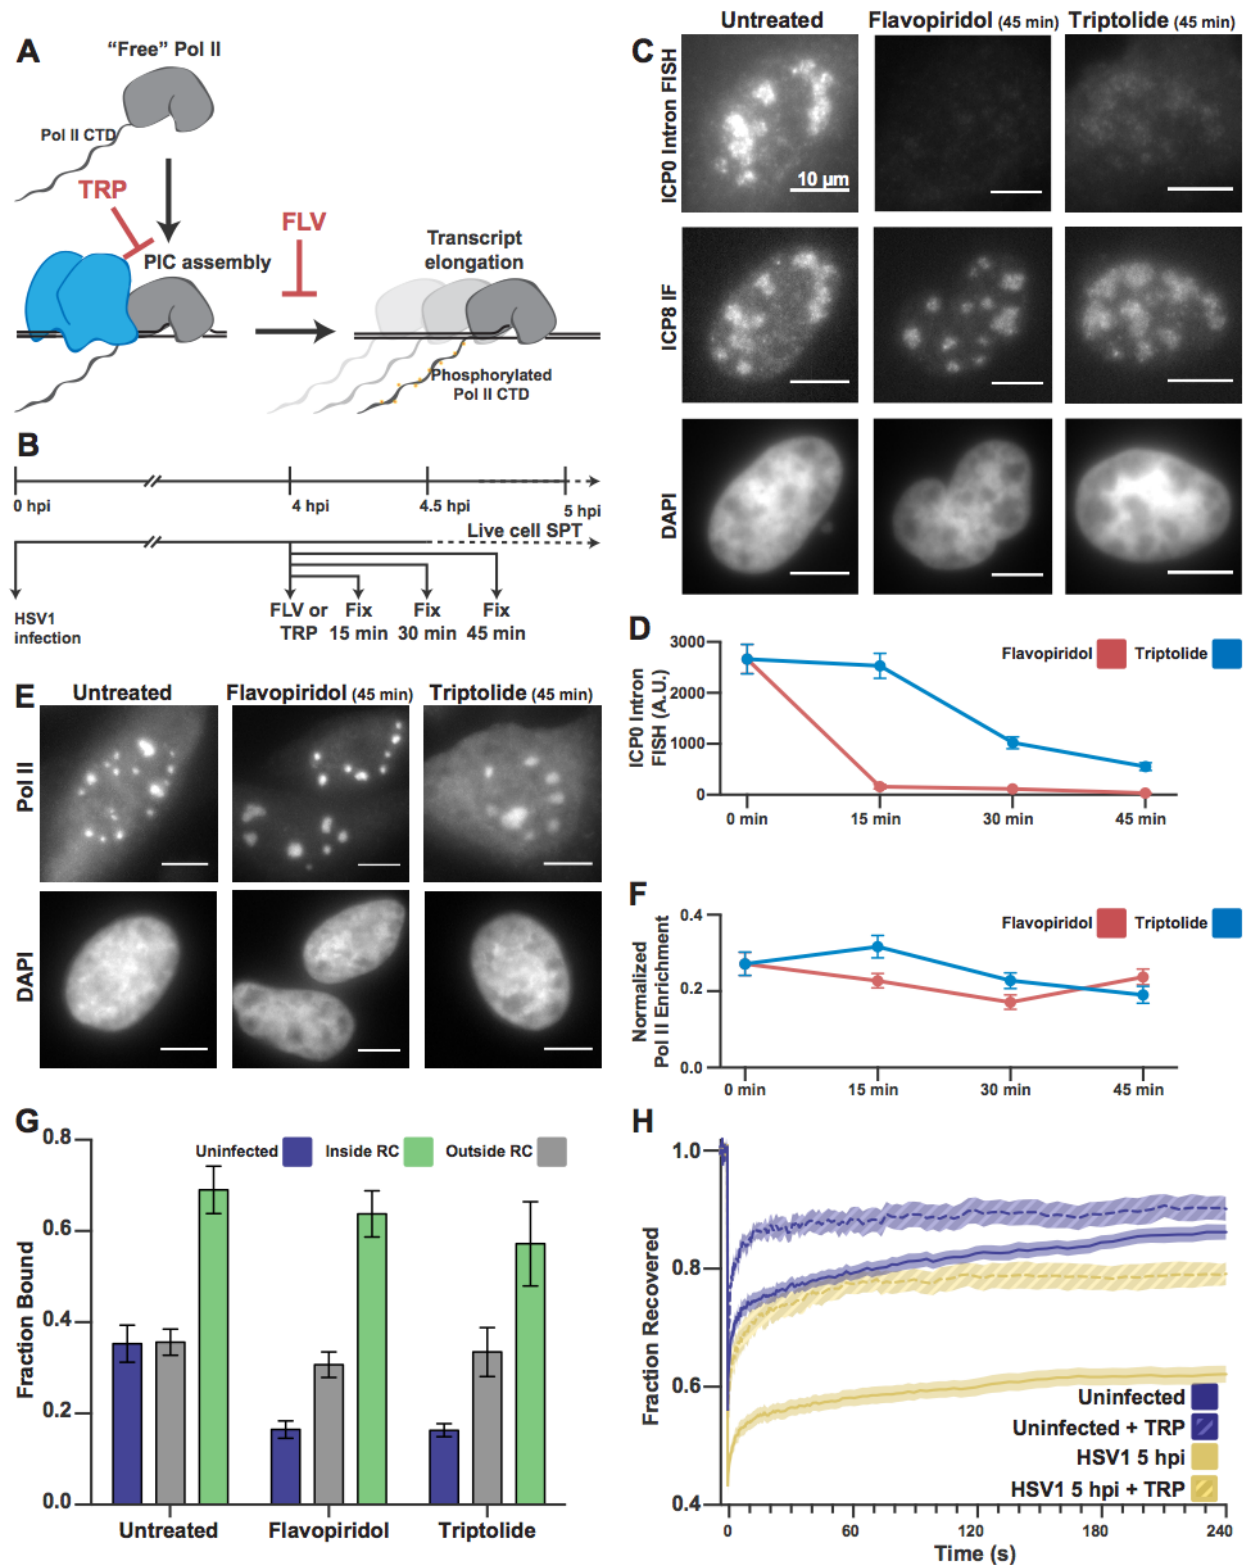 A
“Free” Pol II
Pol II CTD
TRP
FLV
PIC assembly
Transcript
elongation
Phosphorylated
Pol II CTD
B
0 hpi
4 hpi
4.5 hpi
5 hpi
Live cell SPT
HSV1
infection
FLV or
TRP
Fix
15 min
Fix
30 min
Fix
45 min
C
Untreated
Flavopiridol (45 min)
Triptolide (45 min)
ICP0 Intron FISH
10 µm
ICP8 IF
DAPI
D
ICP0 Intron
FISH (A.U.)
3000
2000
1000
0
Flavopiridol
Triptolide
0 min
15 min
30 min
45 min
E
Untreated
Flavopiridol (45 min)
Triptolide (45 min)
Pol II
DAPI
F
Normalized
Pol II Enrichment
0.4
0.2
0.0
Flavopiridol
Triptolide
0 min
15 min
30 min
45 min
G
Fraction Bound
0.8
0.6
0.4
0.2
0.0
Uninfected
Inside RC
Outside RC
Untreated
Flavopiridol
Triptolide
H
Fraction Recovered
1.0
0.8
0.6
0.4
Uninfected
Uninfected + TRP
HSV1 5 hpi
HSV1 5 hpi + TRP
0
60
120
180
240
Time (s)